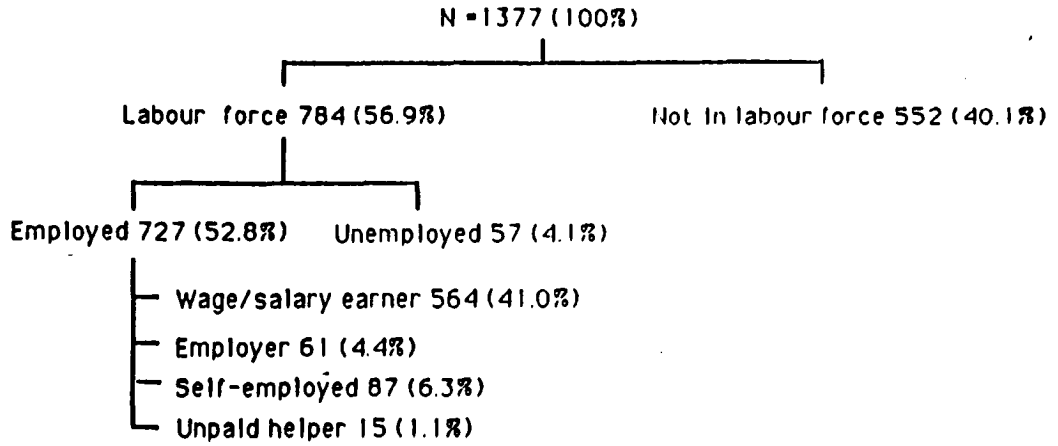 N = 1377 (100%)
Labour force 784 (56.9%) Not in labour force 552 (40.1%)
Employed 727 (52.8%) Unemployed 57 (4.1%)
Wage/salary earner 564 (41.0%)
Employer 61 (4.4%)
Self-employed 87 (6.3%)
Unpaid helper 15 (1.1%)